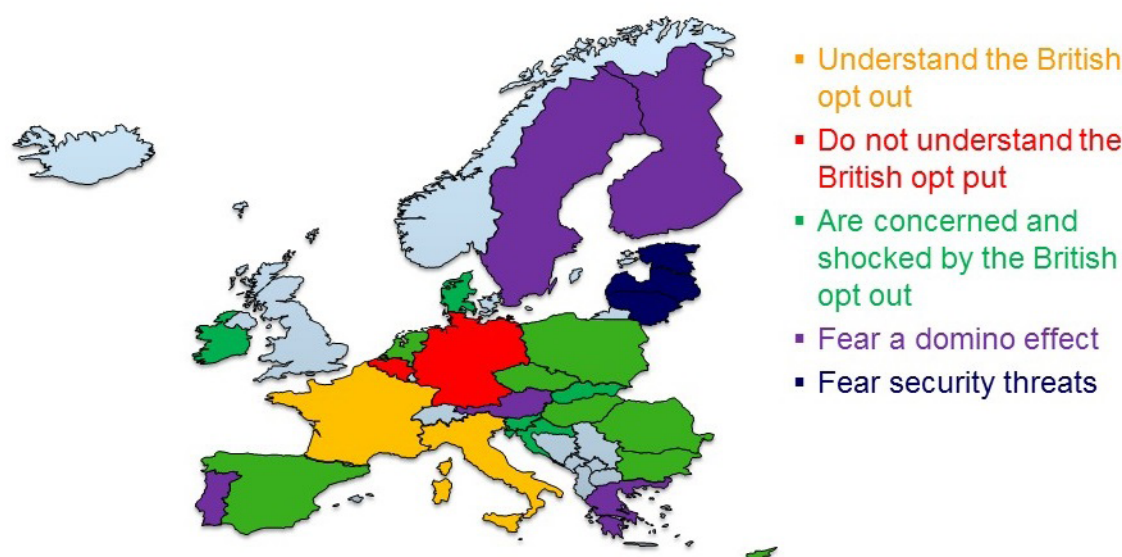 Understand the British
opt out
Do not understand the
British opt put
Are concerned and
shocked by the British
opt out
Fear a domino effect
Fear security threats